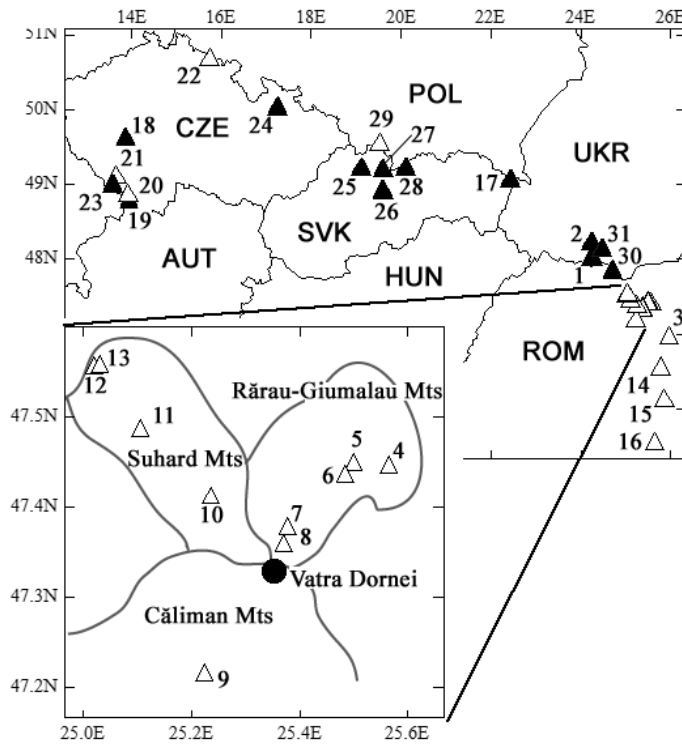 14E 16E 18E 20E 22E 24E 26E
51N
22
POL
50N
18 CZE 24 29 27
UKR
21
49N
20
23 19
25 28 17
26
SVK
2 31
48N
AUT HUN 1 30
3
ROM
14
15
16
13
12
Rărau-Giumalau Mts
47.5N
11
5 4
Suhard Mts
6
10
47.4N
7
8
Vatra Dornei
47.3N
Căliman Mts
9
47.2N
25.0E 25.2E 25.4E 25.6E